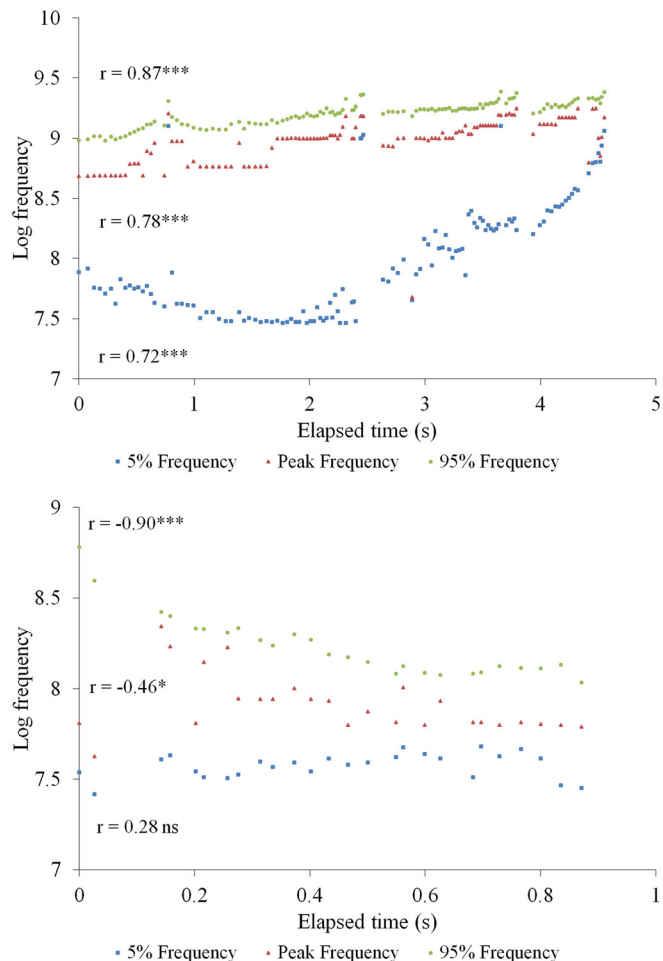 10
9.5
r = 0.87***
9
Log frequency
8.5
r = 0.78***
8
7.5
r = 0.72***
7
0 1 2 3 4 5
Elapsed time (s)
5% Frequency Peak Frequency 95% Frequency
9
r = -0.90***
8.5
Log frequency
8
r = -0.46*
7.5
r = 0.28 ns
7
0 0.2 0.4 0.6 0.8 1
Elapsed time (s)
5% Frequency Peak Frequency 95% Frequency